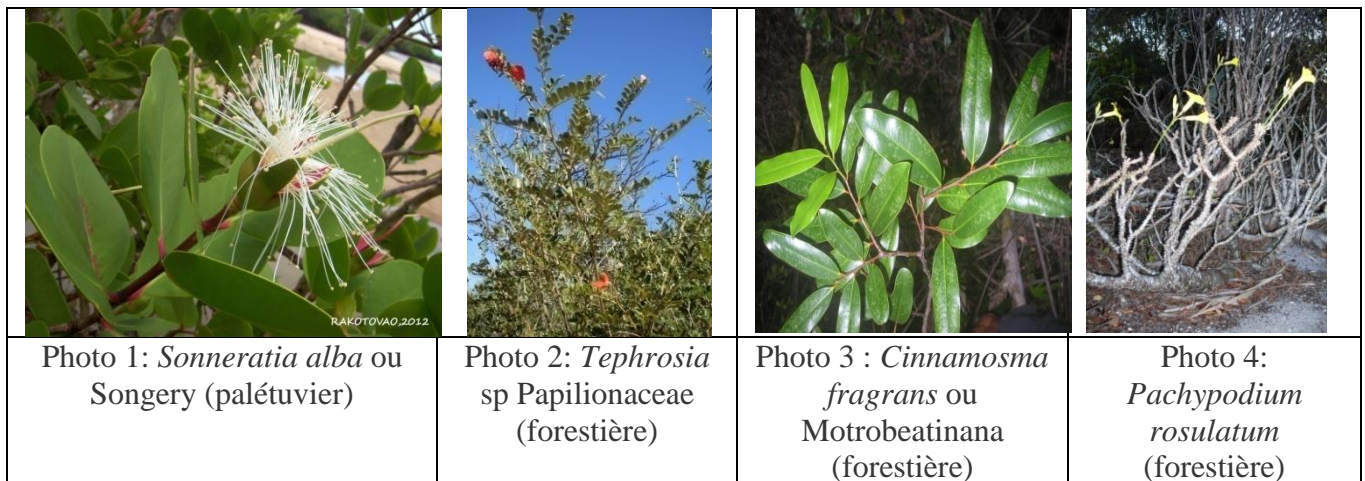 RAKOTOVAO,2012
Photo 1: Sonneratia alba ou
Songery (palétuvier)
Photo 2: Tephrosia
sp Papilionaceae
(forestière)
Photo 3 : Cinnamosma
fragrans ou
Motrobeatinana
(forestière)
Photo 4:
Pachypodium
rosulatum
(forestière)